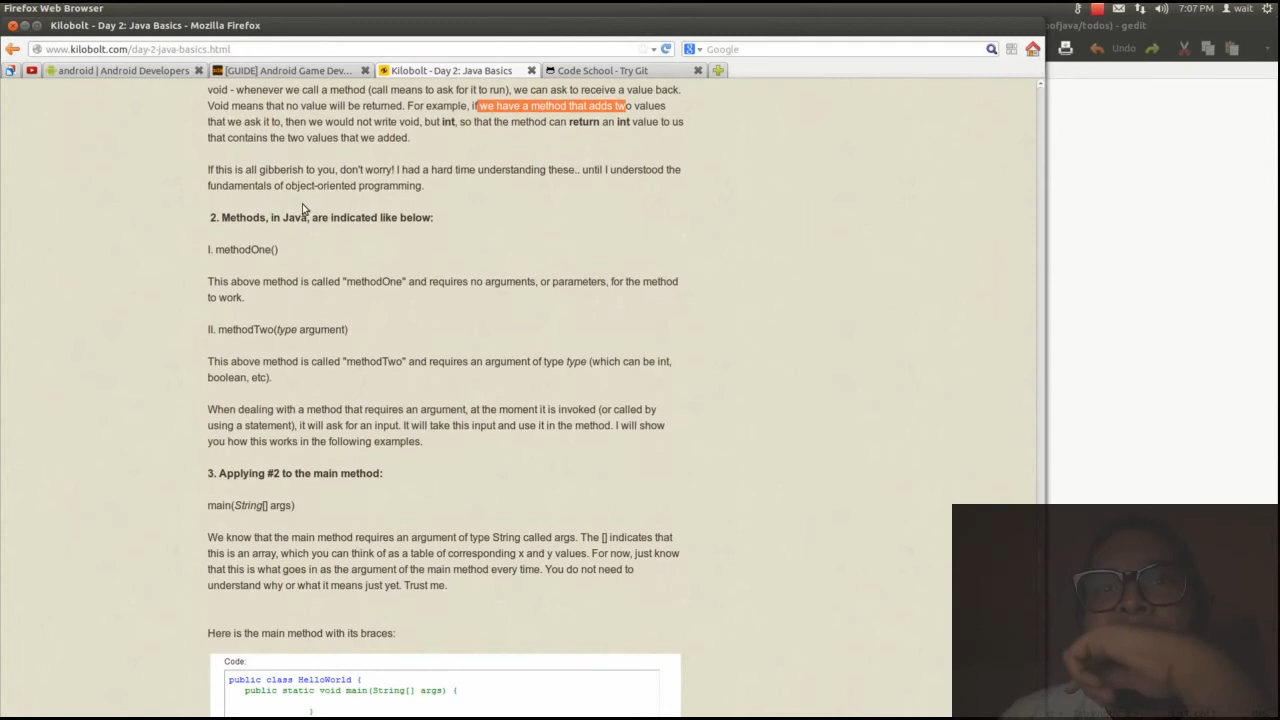 Firefox Web Browser
7:07 PM
wait
Kilobolt - Day 2: Java Basics - Mozilla Firefox
ofjava/todos) - gedit
www.kilobolt.com/day-2-java-basics.html
Google
Undo
android | Android Developers
[GUIDE] Android Game Dev...
Kilobolt - Day 2: Java Basics
Code School - Try Git
void - whenever we call a method (call means to ask for it to run), we can ask to receive a value back.
Void means that no value will be returned. For example, if we have a method that adds two values
that we ask it to, then we would not write void, but int, so that the method can return an int value to us
that contains the two values that we added.
If this is all gibberish to you, don't worry! I had a hard time understanding these.. until I understood the
fundamentals of object-oriented programming.
2. Methods, in Java, are indicated like below:
I. methodOne()
This above method is called "methodOne" and requires no arguments, or parameters, for the method
to work.
II. methodTwo(type argument)
This above method is called "methodTwo" and requires an argument of type type (which can be int,
boolean, etc).
When dealing with a method that requires an argument, at the moment it is invoked (or called by
using a statement), it will ask for an input. It will take this input and use it in the method. I will show
you how this works in the following examples.
3. Applying #2 to the main method:
main(String[] args)
We know that the main method requires an argument of type String called args. The [] indicates that
this is an array, which you can think of as a table of corresponding x and y values. For now, just know
that this is what goes in as the argument of the main method every time. You do not need to
understand why or what it means just yet. Trust me.
Here is the main method with its braces:
Code:
public class HelloWorld {
public static void main(String[] args) {
}